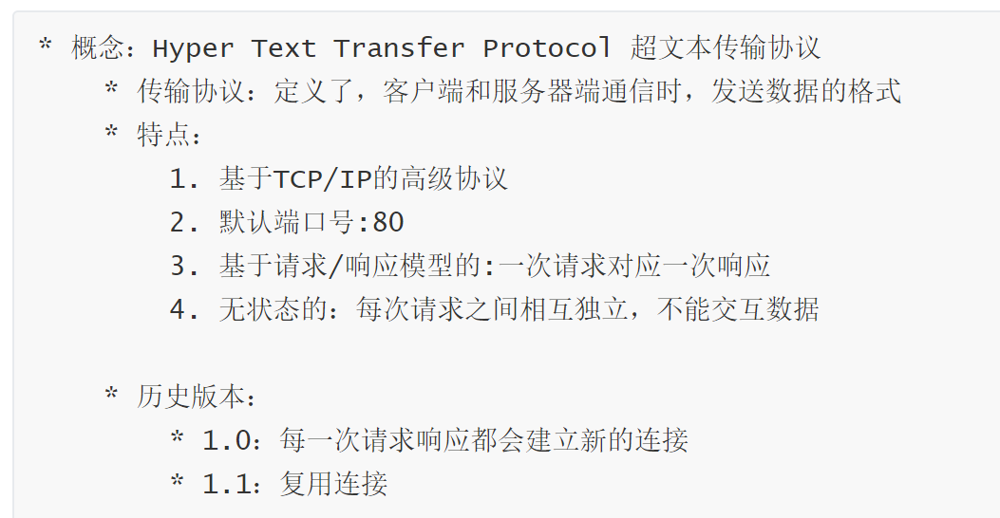 * 概念：Hyper Text Transfer Protocol 超文本传输协议
* 传输协议：定义了，客户端和服务器端通信时，发送数据的格式
* 特点：
1. 基于TCP/IP的高级协议
2. 默认端口号:80
3. 基于请求/响应模型的:一次请求对应一次响应
4. 无状态的：每次请求之间相互独立，不能交互数据
* 历史版本：
* 1.0：每一次请求响应都会建立新的连接
* 1.1：复用连接